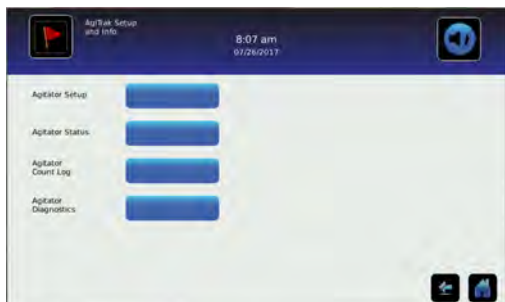 AgiTrak Setup
and Info
8:07 am
07/26/2017
Agitator Setup
Agitator Status
Agitator
Count Log
Agitator
Diagnostics